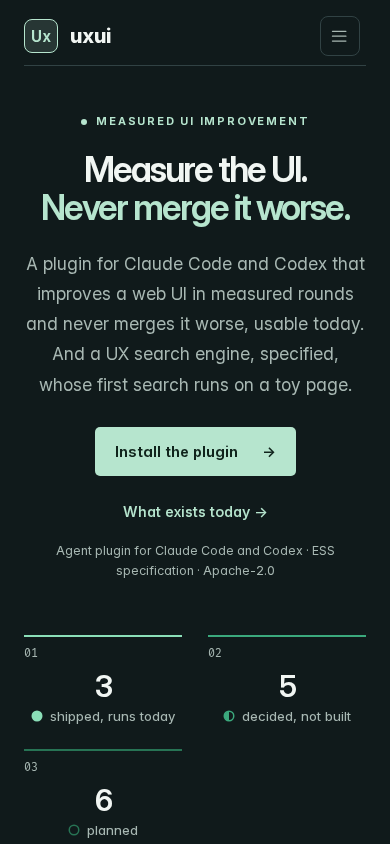 Ux uxui
MEASURED UI IMPROVEMENT
Measure the UI.
Never merge it worse.
A plugin for Claude Code and Codex that
improves a web UI in measured rounds
and never merges it worse, usable today.
And a UX search engine, specified,
whose first search runs on a toy page.
Install the plugin →
What exists today →
Agent plugin for Claude Code and Codex · ESS
specification · Apache-2.0
01
3
shipped, runs today
02
5
decided, not built
03
6
planned